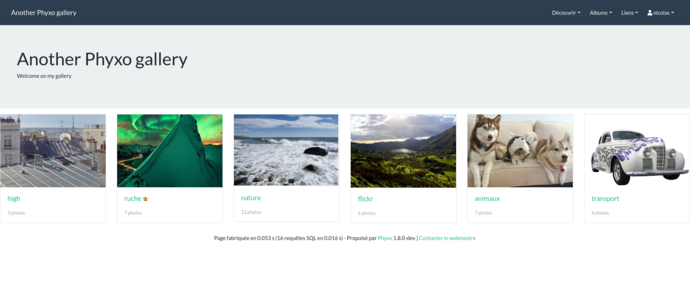 Another Phyxo gallery
Découvrir Albums Liens nicolas
Another Phyxo gallery
Welcome on my gallery
high
3 photos
ruche
7 photos
nature
12 photos
flickr
6 photos
animaux
7 photos
transport
6 photos
Page fabriquée en 0.053 s (16 requêtes SQL en 0.016 s) - Propulsé par Phyxo 1.8.0-dev | Contacter le webmestre